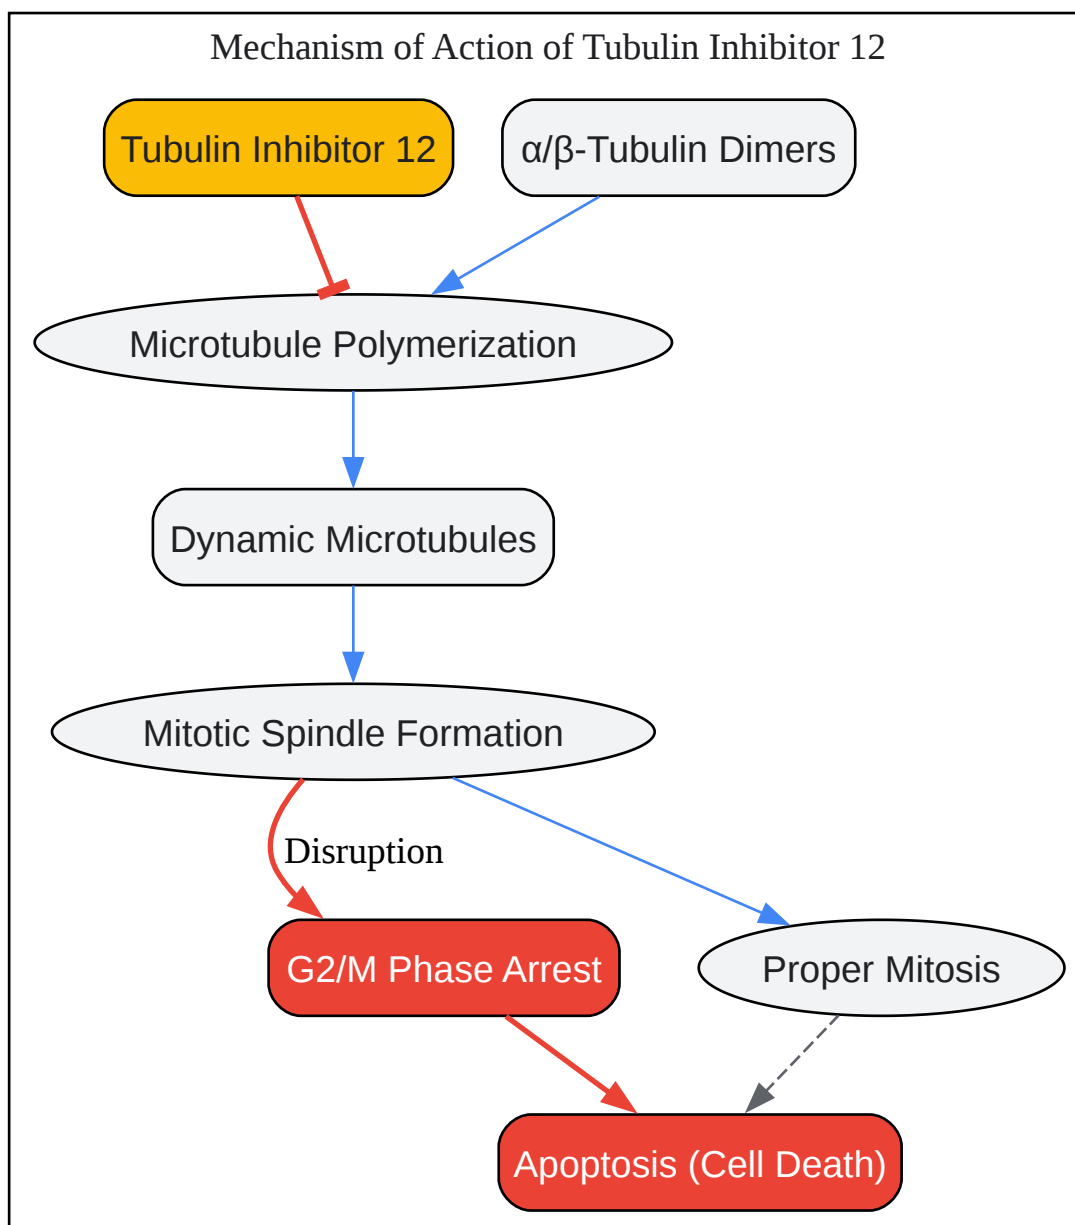 Mechanism of Action of Tubulin Inhibitor 12
Tubulin Inhibitor 12
α/β-Tubulin Dimers
Microtubule Polymerization
Dynamic Microtubules
Mitotic Spindle Formation
Disruption
G2/M Phase Arrest
Proper Mitosis
Apoptosis (Cell Death)